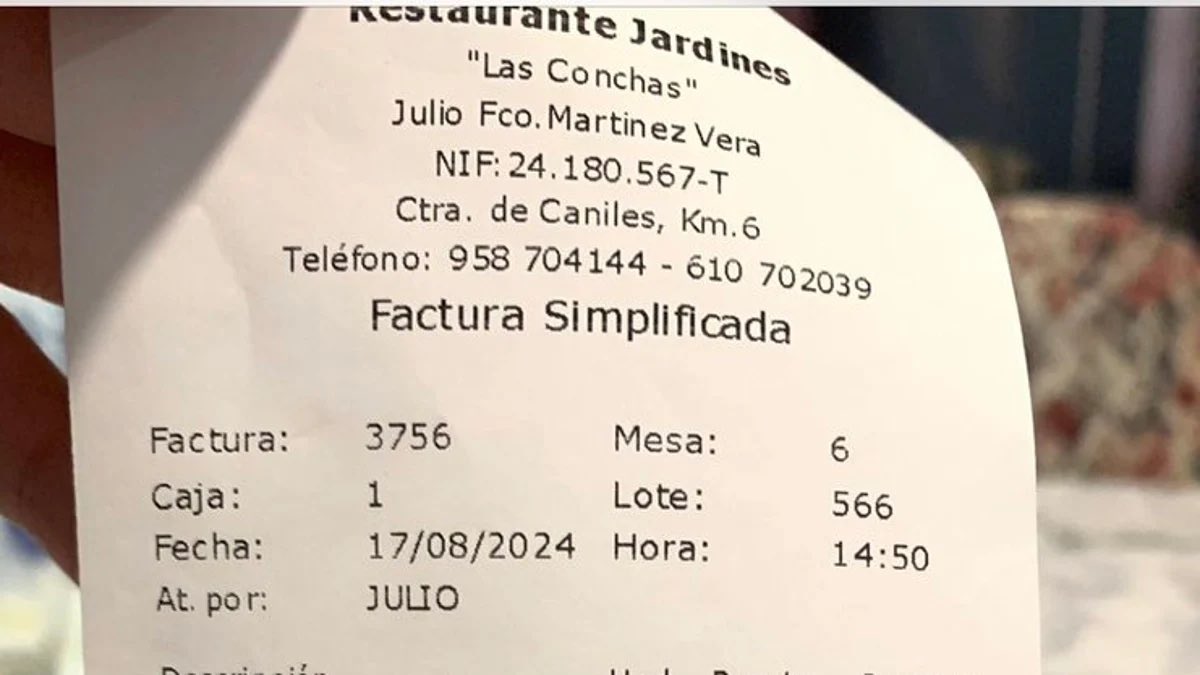 Restaurante Jardines
"Las Conchas"
Julio Fco.Martinez Vera
NIF:24.180.567-T
Ctra. de Caniles, Km.6
Teléfono: 958 704144 - 610 702039
Factura Simplificada
Factura: 3756 Mesa: 6
Caja: 1 Lote: 566
Fecha: 17/08/2024 Hora: 14:50
At. por: JULIO
Descripción